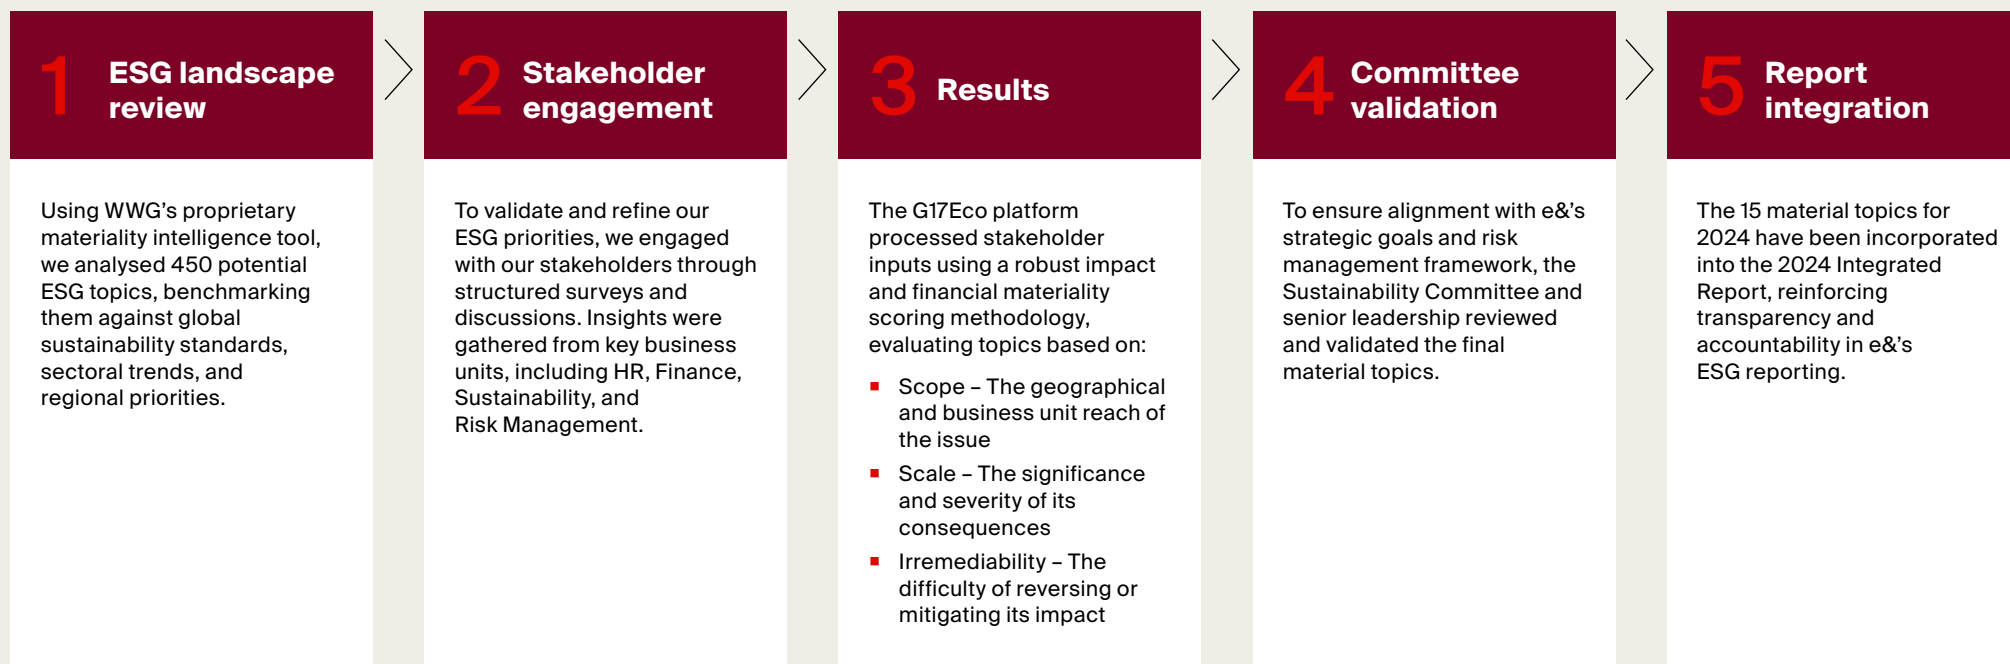 1
ESG landscape
review
Using WWG's proprietary
materiality intelligence tool,
we analysed 450 potential
ESG topics, benchmarking
them against global
sustainability standards,
sectoral trends, and
regional priorities.
2
Stakeholder
engagement
To validate and refine our
ESG priorities, we engaged
with our stakeholders through
structured surveys and
discussions. Insights were
gathered from key business
units, including HR, Finance,
Sustainability, and
Risk Management.
3
Results
The G17Eco platform
processed stakeholder
inputs using a robust impact
and financial materiality
scoring methodology,
evaluating topics based on:
Scope – The geographical
and business unit reach of
the issue
Scale – The significance
and severity of its
consequences
Irremediability – The
difficulty of reversing or
mitigating its impact
4
Committee
validation
To ensure alignment with e&'s
strategic goals and risk
management framework, the
Sustainability Committee and
senior leadership reviewed
and validated the final
material topics.
5
Report
integration
The 15 material topics for
2024 have been incorporated
into the 2024 Integrated
Report, reinforcing
transparency and
accountability in e&'s
ESG reporting.